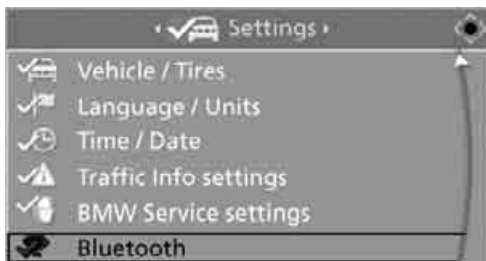 Settings
Vehicle / Tires
Language / Units
Time / Date
Traffic Info settings
BMW Service settings
Bluetooth